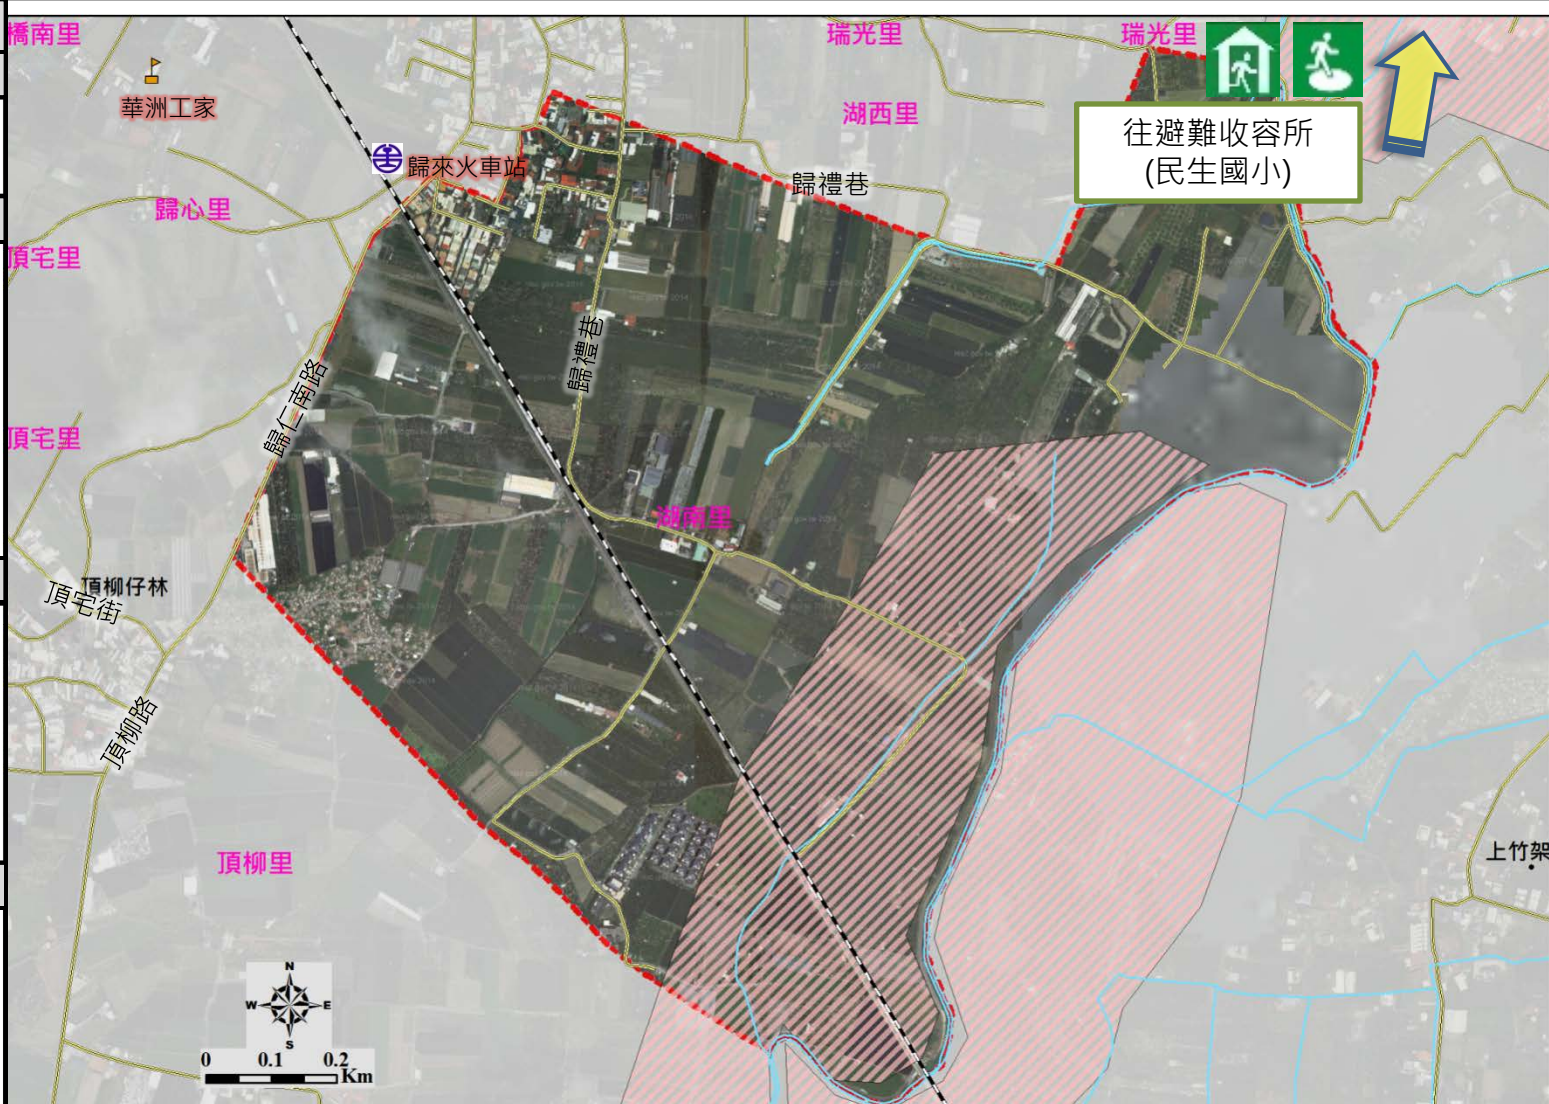 橋南里
瑞光里
瑞光里
華洲工家
湖西里
往避難收容所
(民生國小)
歸來火車站
歸禮巷
歸心里
頂宅里
歸禮巷
歸仁南路
頂宅里
湖南里
頂柳仔林
頂宅街
頂柳路
頂柳里
上竹架
N
W
E
S
0
0.1
0.2
Km